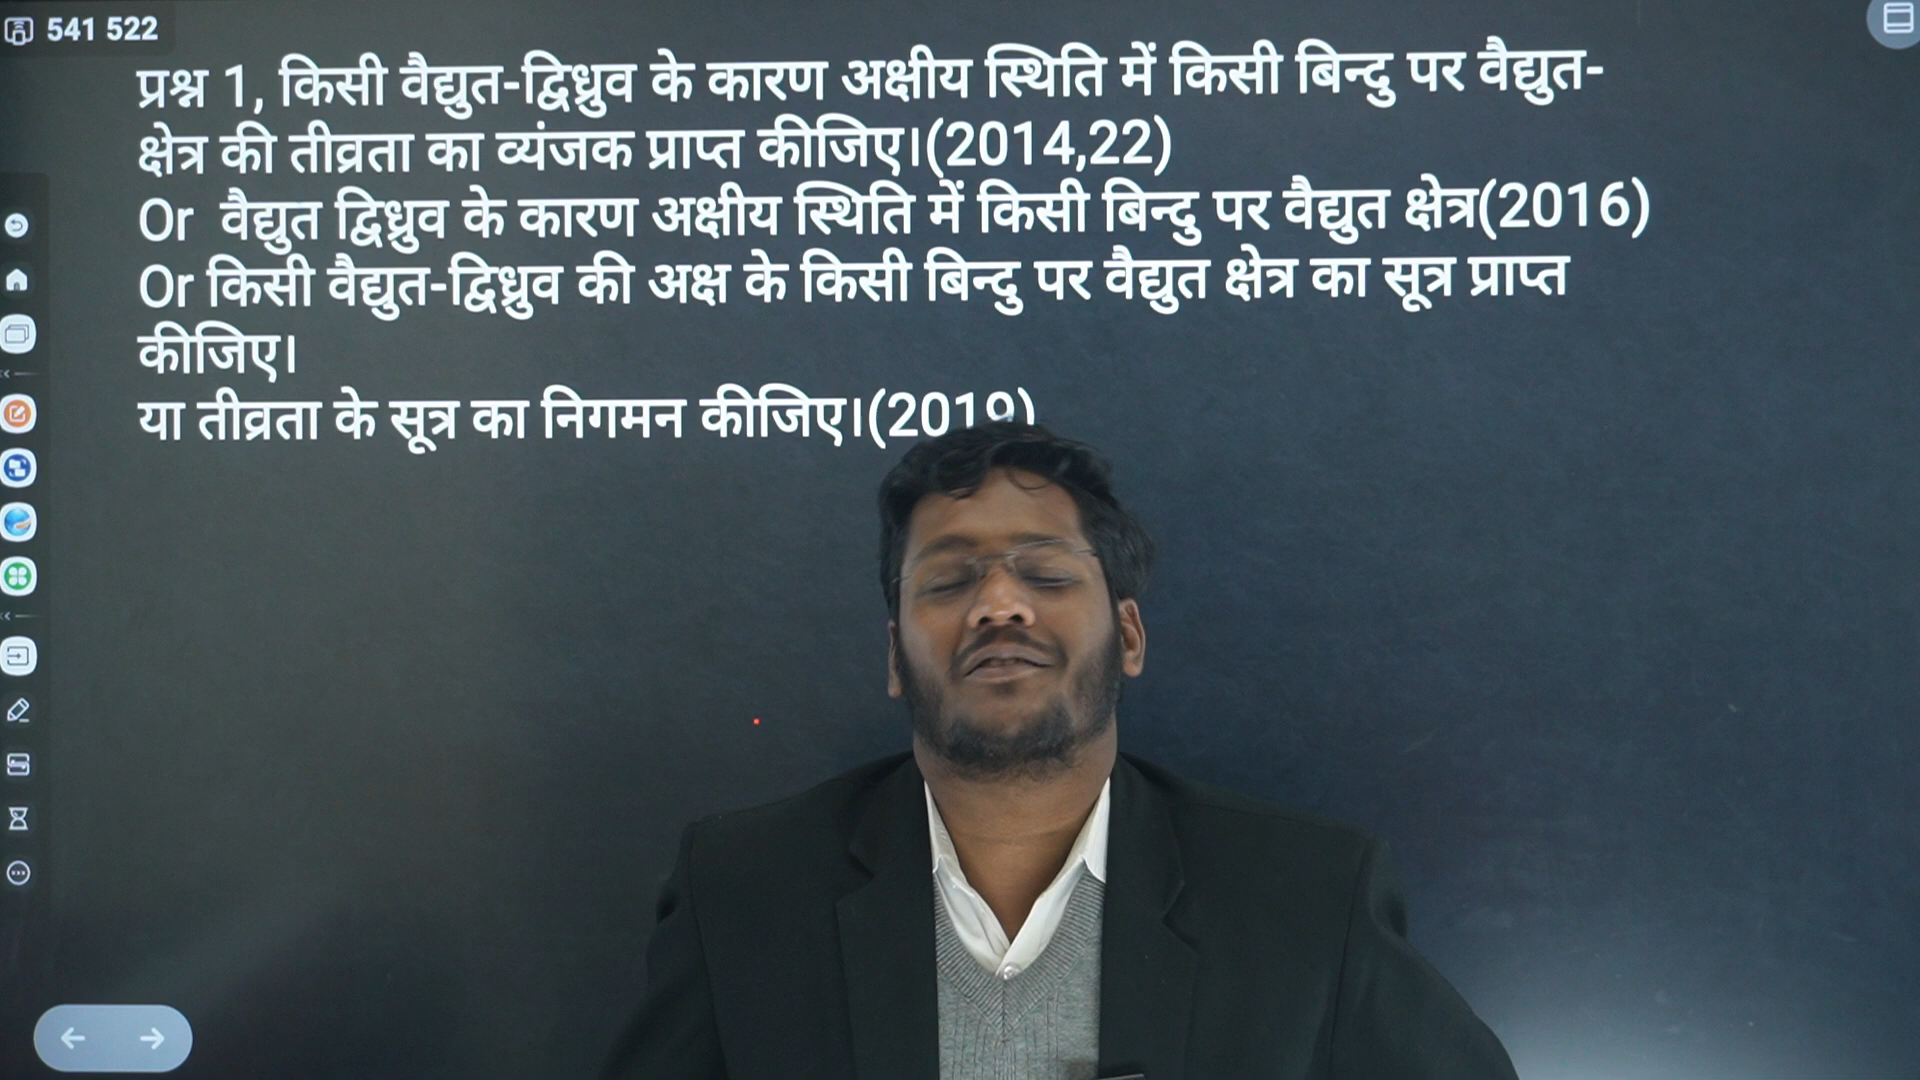 541 522
प्रश्न 1, किसी वैद्युत-द्विध्रुव के कारण अक्षीय स्थिति में किसी बिन्दु पर वैद्युत-
क्षेत्र की तीव्रता का व्यंजक प्राप्त कीजिए।(2014,22)
Or वैद्युत द्विध्रुव के कारण अक्षीय स्थिति में किसी बिन्दु पर वैद्युत क्षेत्र(2016)
Or किसी वैद्युत-द्विध्रुव की अक्ष के किसी बिन्दु पर वैद्युत क्षेत्र का सूत्र प्राप्त
कीजिए।
या तीव्रता के सूत्र का निगमन कीजिए।(2019)